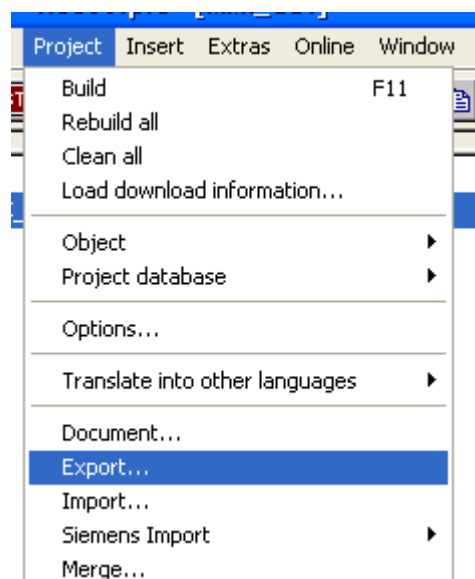 Project Insert Extras Online Window
Build F11
Rebuild all
Clean all
Load download information...
Object
Project database
Options...
Translate into other languages
Document...
Export...
Import...
Siemens Import
Merge...